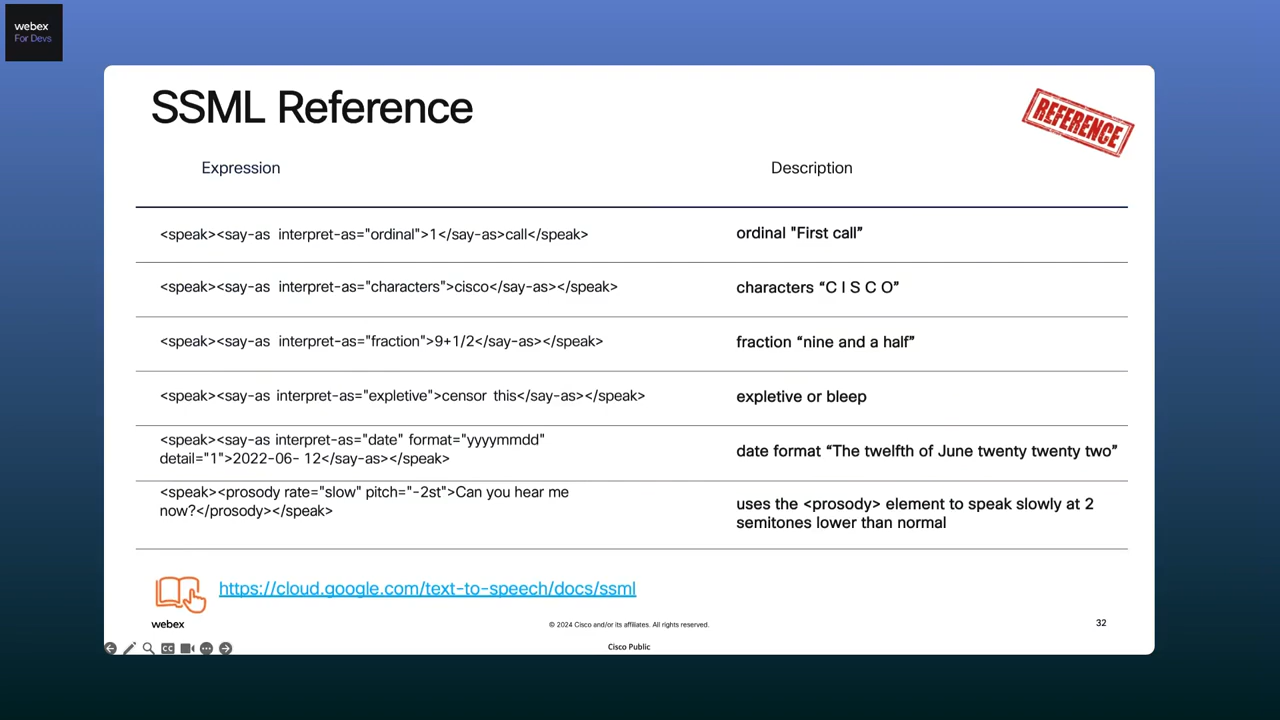 webex
For Devs
SSML Reference
REFERENCE
Expression
Description
<speak><say-as interpret-as="ordinal">1</say-as>call</speak>
ordinal "First call”
<speak><say-as interpret-as="characters">cisco</say-as></speak>
characters “C I S C O”
<speak><say-as interpret-as="fraction">9+1/2</say-as></speak>
fraction “nine and a half”
<speak><say-as interpret-as="expletive">censor this</say-as></speak>
expletive or bleep
<speak><say-as interpret-as="date" format="yyyymmdd"
detail="1">2022-06- 12</say-as></speak>
date format “The twelfth of June twenty twenty two”
<speak><prosody rate="slow" pitch="-2st">Can you hear me
now?</prosody></speak>
uses the <prosody> element to speak slowly at 2
semitones lower than normal
https://cloud.google.com/text-to-speech/docs/ssml
webex
© 2024 Cisco and/or its affiliates. All rights reserved.
32
CC
Cisco Public